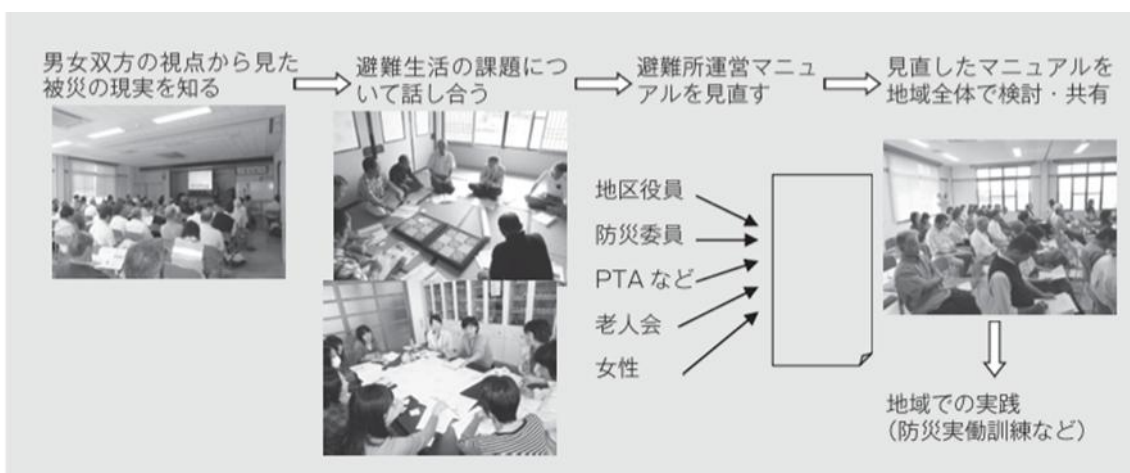 男女双方の視点から見た
被災の現実を知る
避難生活の課題につ
いて話し合う
避難所運営マニュ
アルを見直す
見直したマニュアルを
地域全体で検討・共有
地区役員
防災委員
PTA など
老人会
女性
地域での実践
（防災実働訓練など）